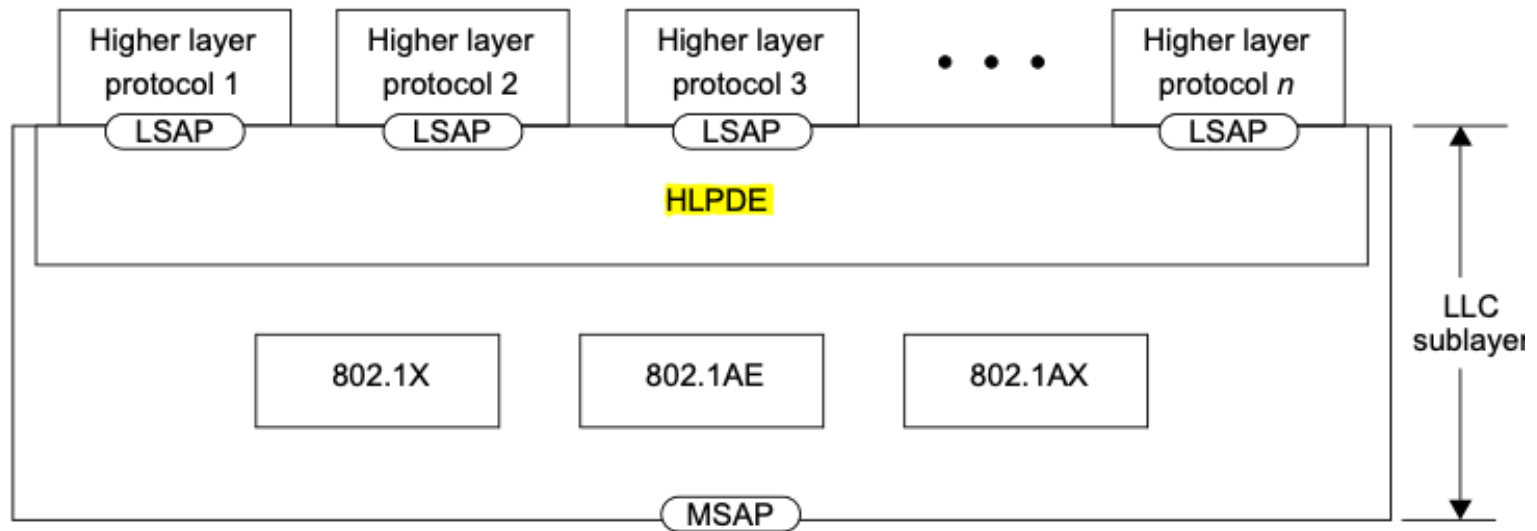 Higher layer
protocol 1
Higher layer
protocol 2
Higher layer
protocol 3
• • •
Higher layer
protocol n
LSAP
LSAP
LSAP
LSAP
HLPDE
LLC
sublayer
802.1X
802.1AE
802.1AX
MSAP